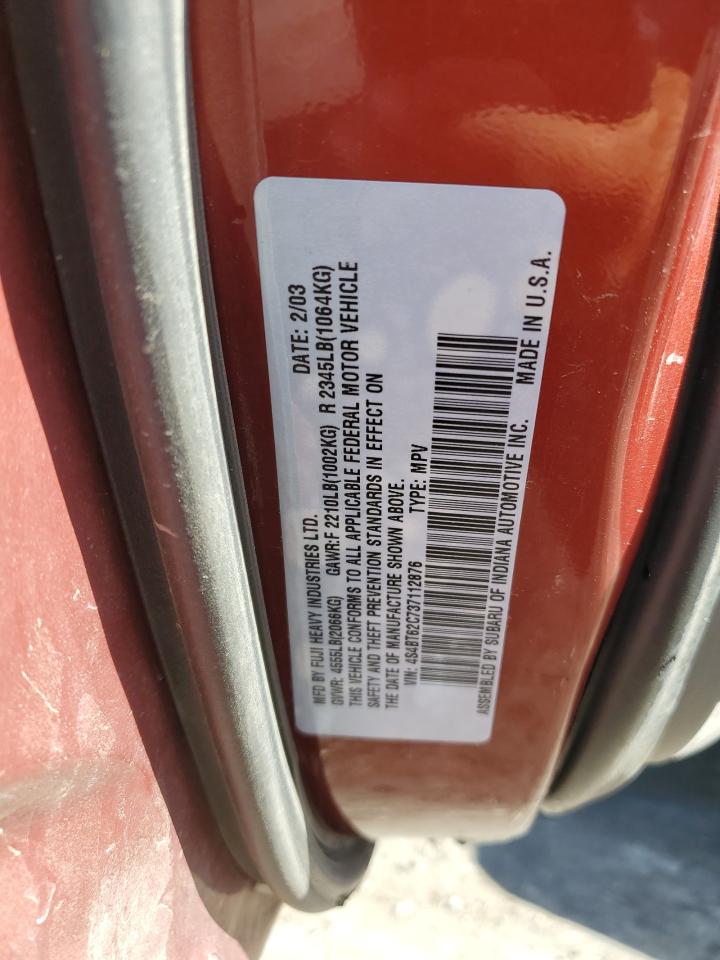 MFD BY FUJI HEAVY INDUSTRIES LTD. DATE: 2/03
GVWR: 4555LB(2066KG) GAWR:F 2210LB(1002KG) R 2345LB(1064KG)
THIS VEHICLE CONFORMS TO ALL APPLICABLE FEDERAL MOTOR VEHICLE
SAFETY AND THEFT PREVENTION STANDARDS IN EFFECT ON
THE DATE OF MANUFACTURE SHOWN ABOVE.
VIN: 4S4BT62C737112876 TYPE: MPV
ASSEMBLED BY SUBARU OF INDIANA AUTOMOTIVE INC. MADE IN U.S.A.